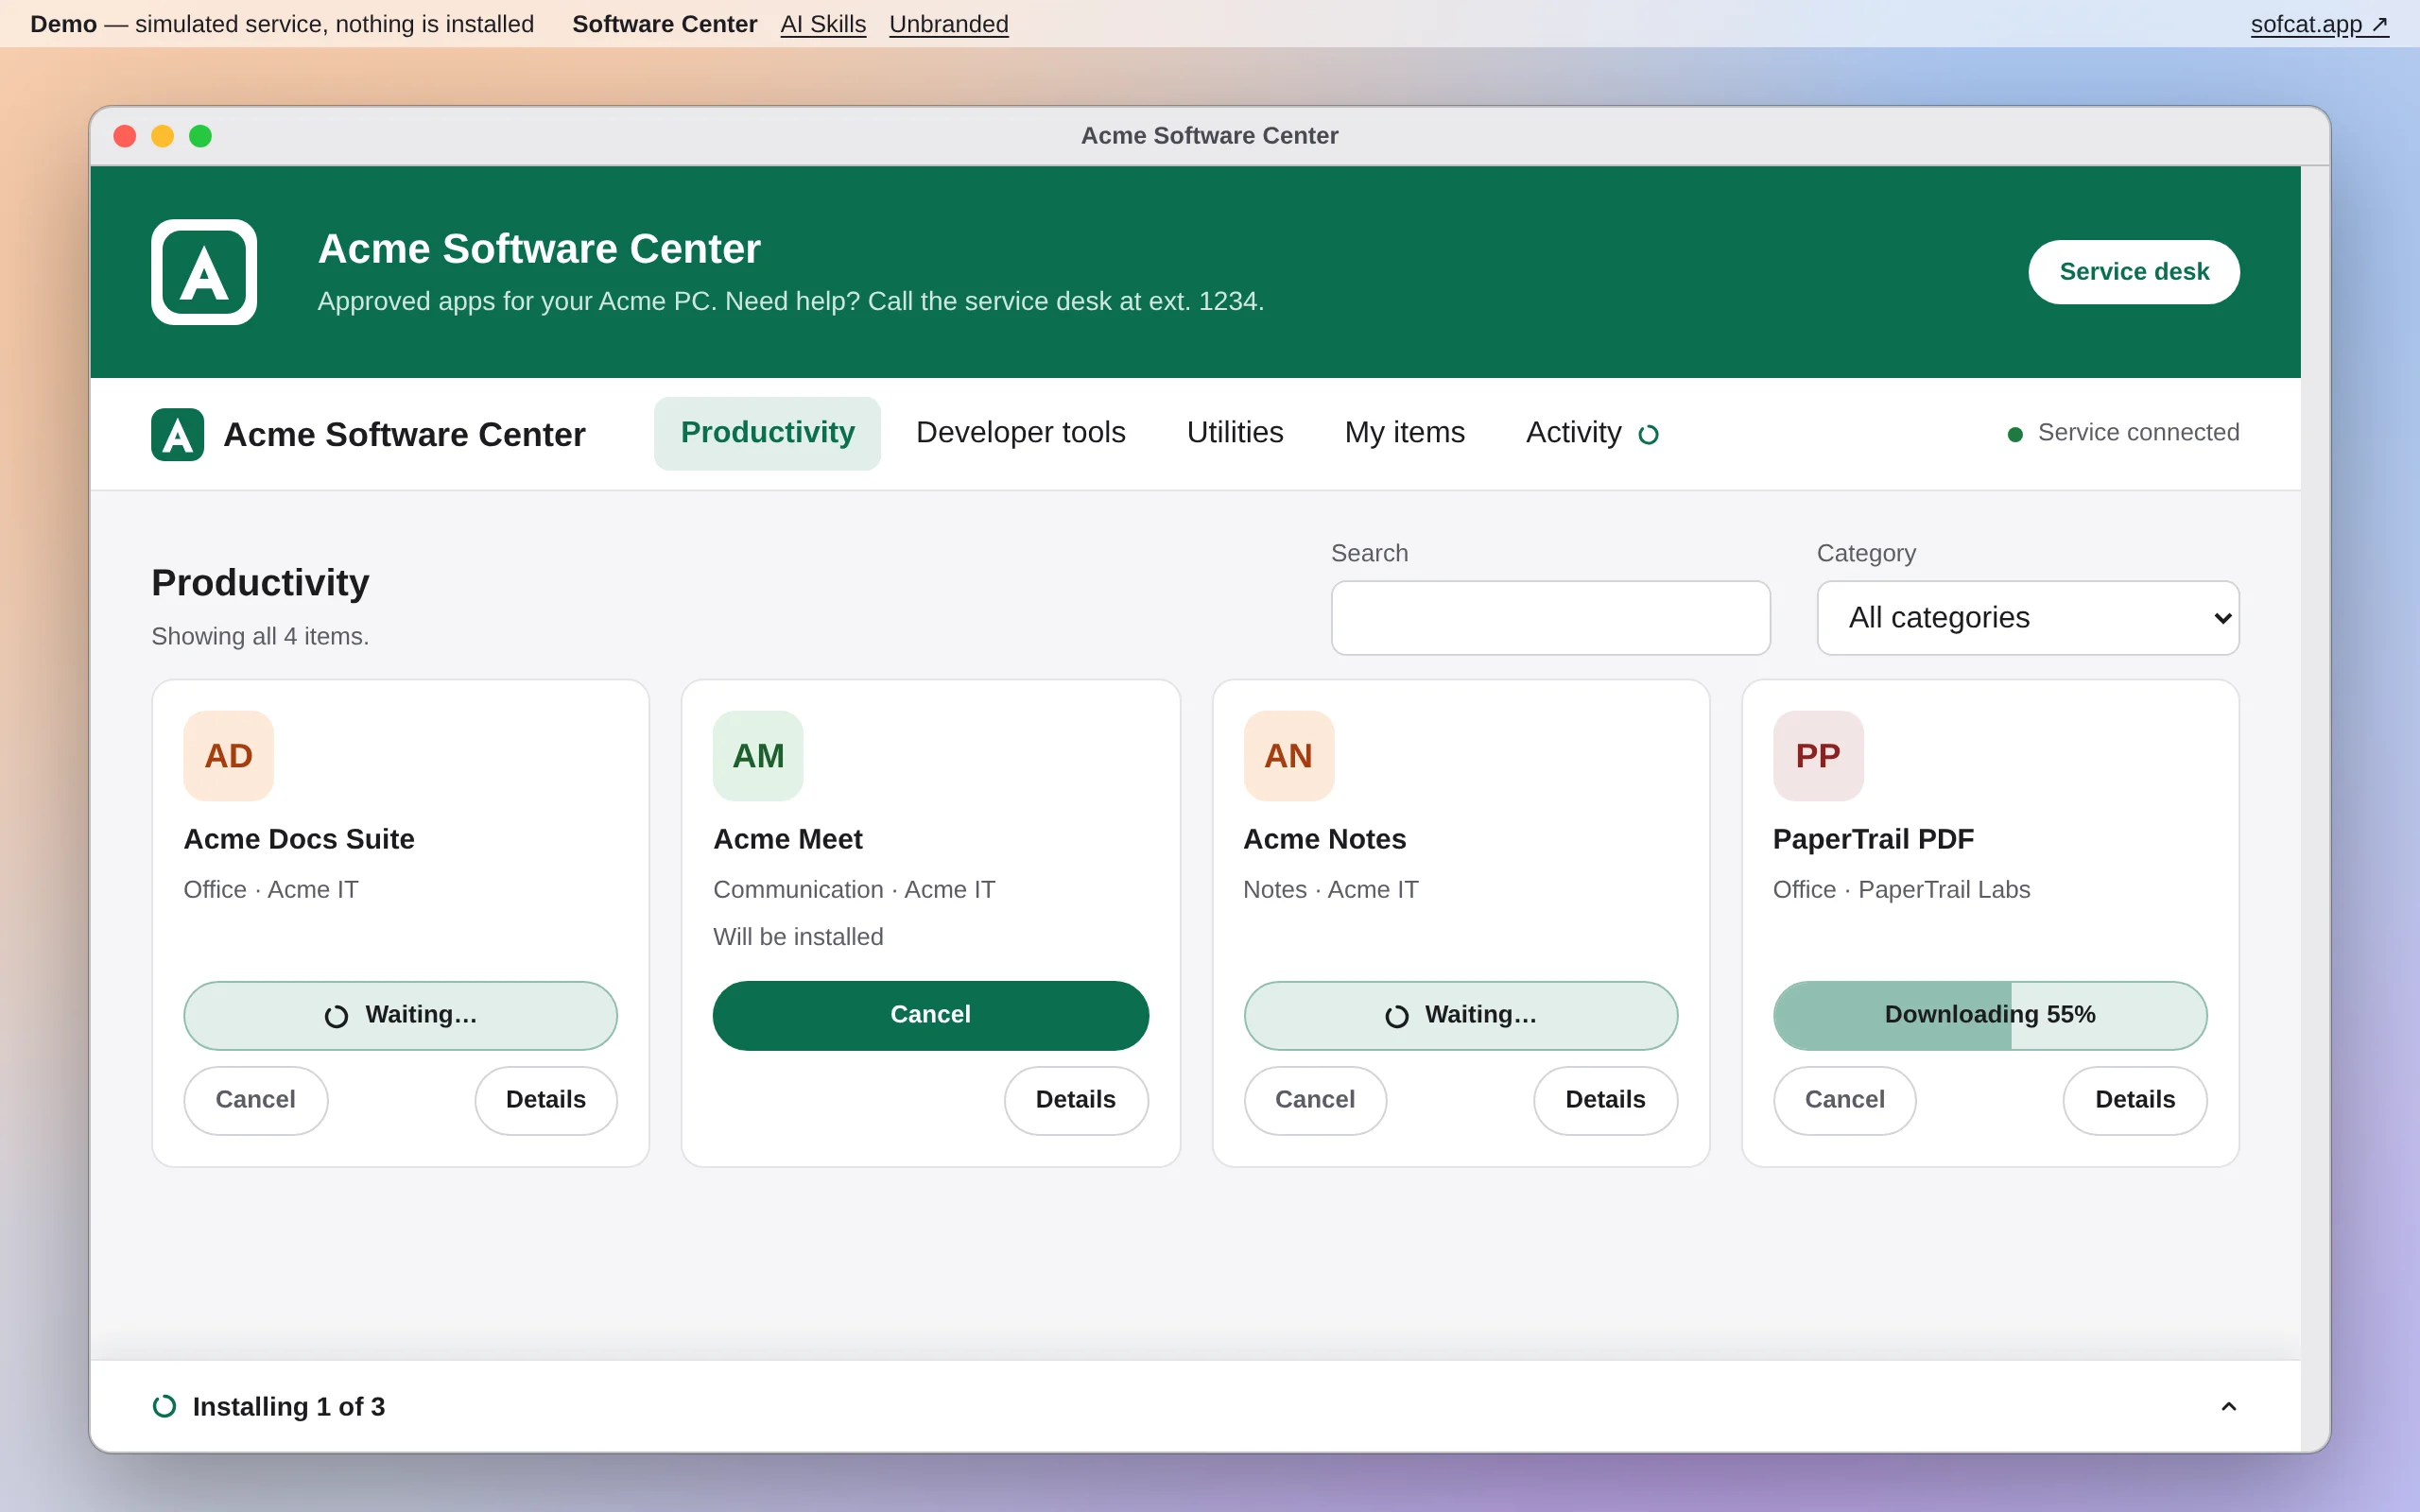 Demo — simulated service, nothing is installed Software Center AI Skills Unbranded sofcat.app ↗
Acme Software Center
A
Acme Software Center
Approved apps for your Acme PC. Need help? Call the service desk at ext. 1234.
Service desk
A Acme Software Center Productivity Developer tools Utilities My items Activity Service connected
Productivity
Showing all 4 items.
Search
Category
All categories
AD
Acme Docs Suite
Office · Acme IT
Waiting…
Cancel Details
AM
Acme Meet
Communication · Acme IT
Will be installed
Cancel
Details
AN
Acme Notes
Notes · Acme IT
Waiting…
Cancel Details
PP
PaperTrail PDF
Office · PaperTrail Labs
Downloading 55%
Cancel Details
Installing 1 of 3